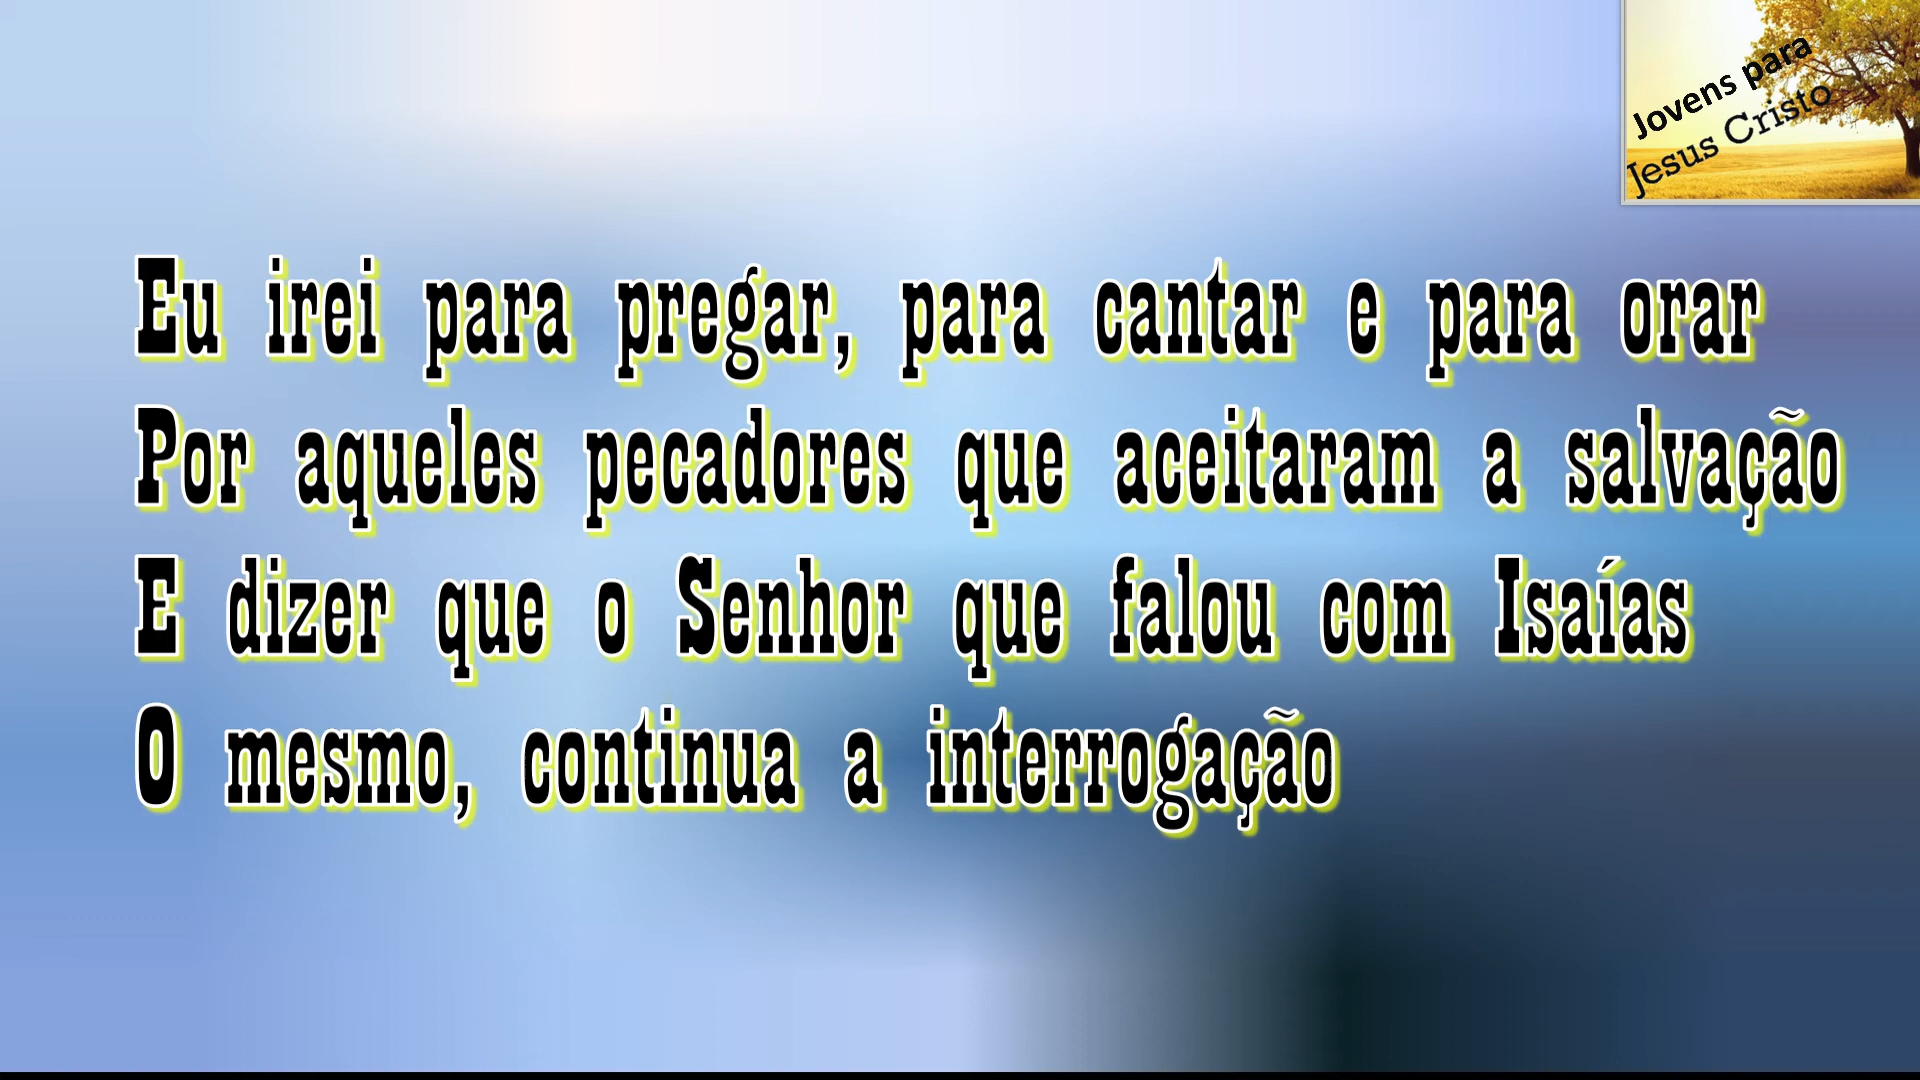 Jovens para
Jesus Cristo
Eu irei para pregar, para cantar e para orar
Por aqueles pecadores que aceitaram a salvação
E dizer que o Senhor que falou com Isaías
O mesmo, continua a interrogação